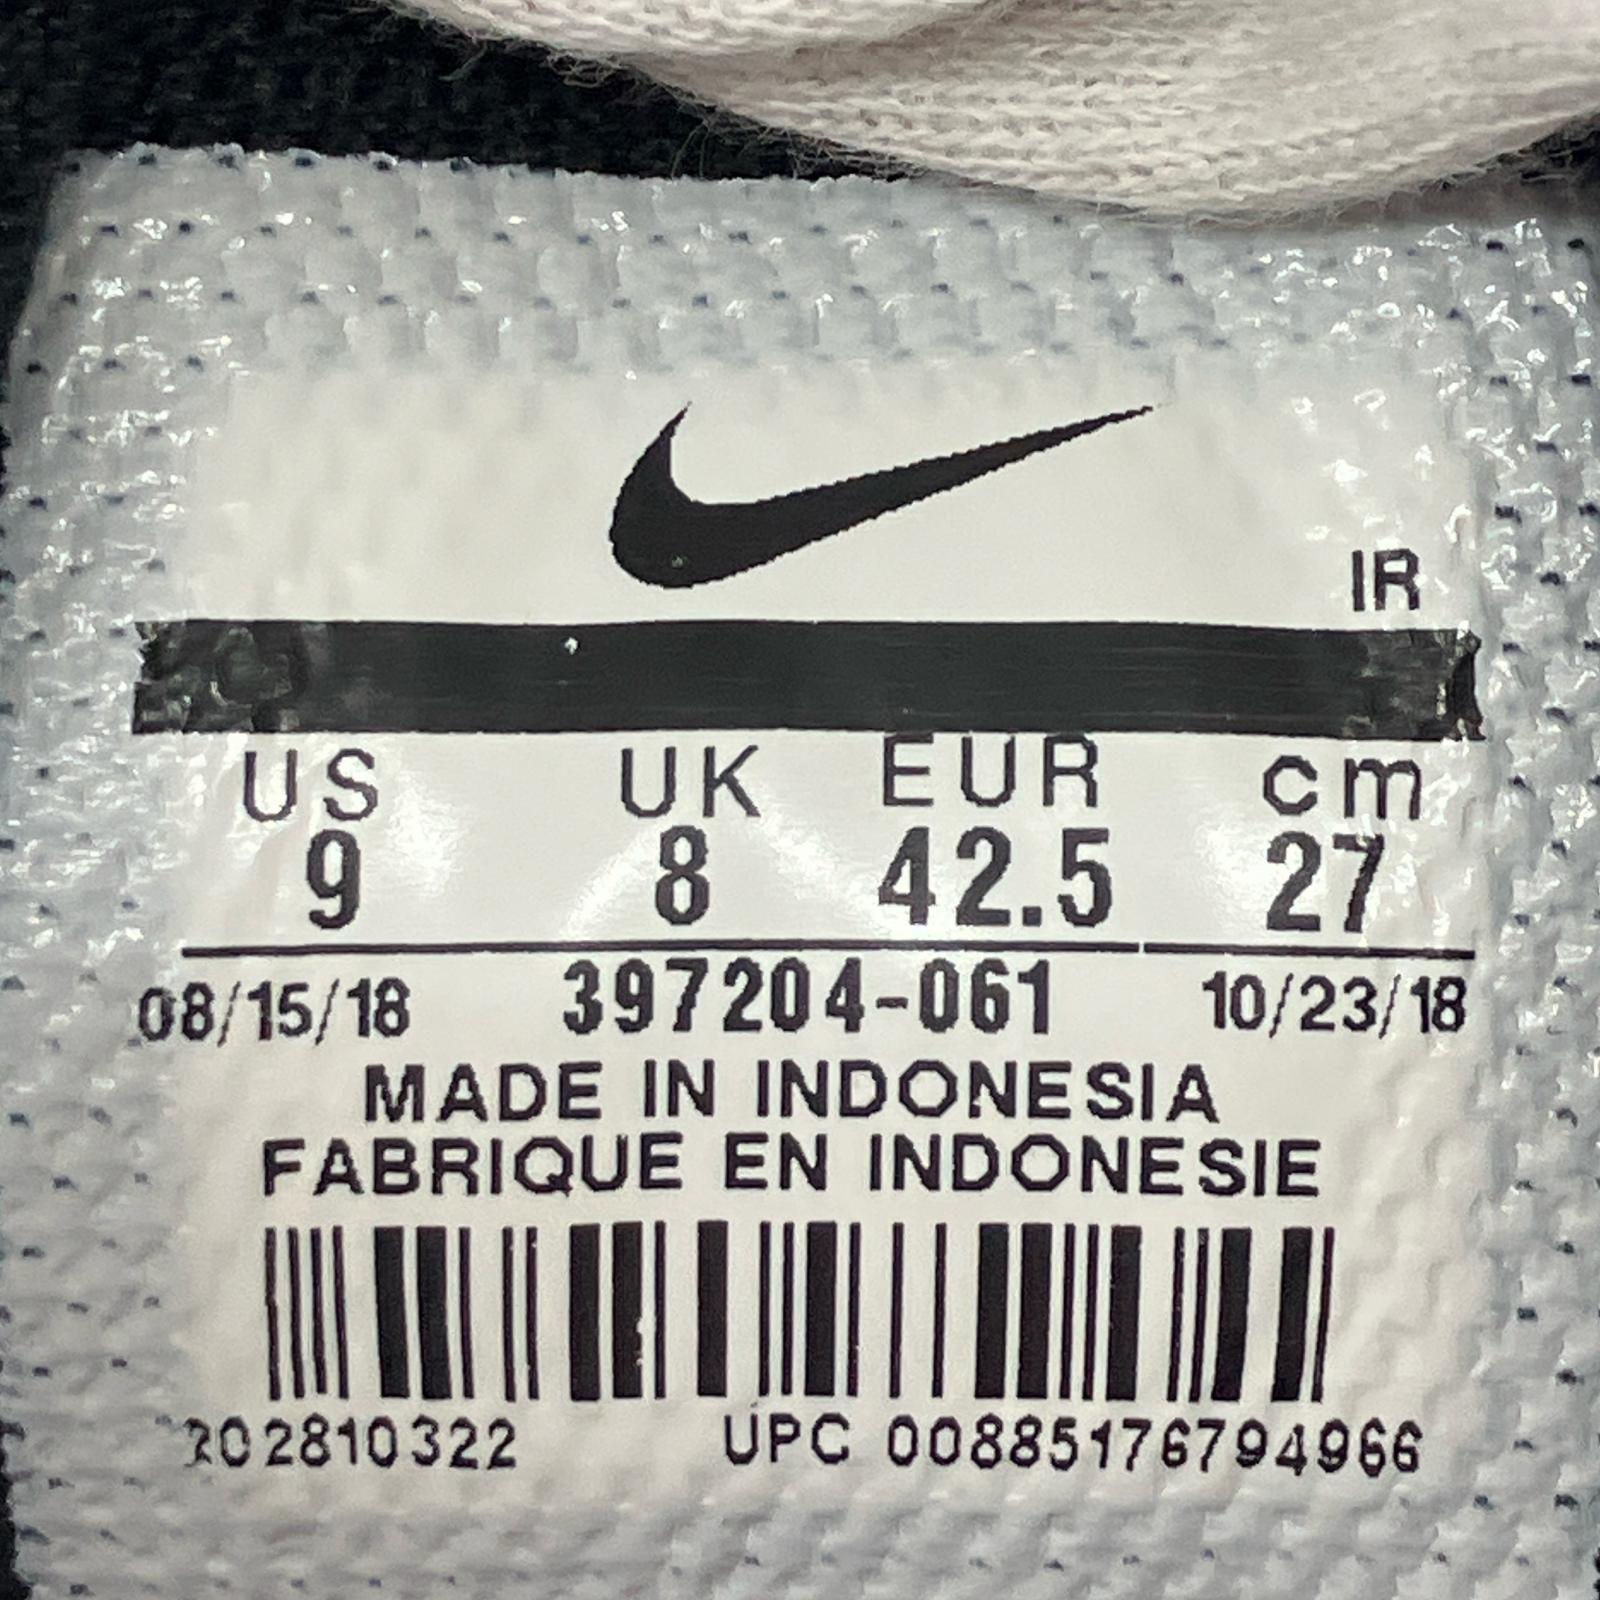 IR
US UK EUR cm
9 8 42.5 27
08/15/18 397204-061 10/23/18
MADE IN INDONESIA
FABRIQUE EN INDONESIE
202810322 UPC 00885176794966